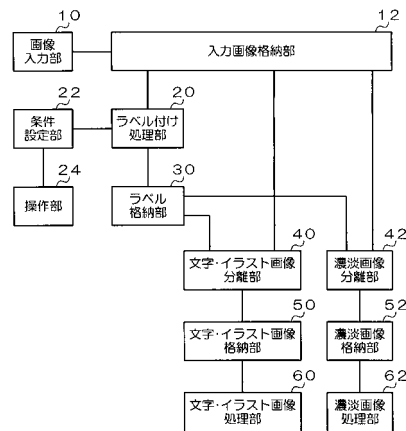 10
12
画像
入力部
入力画像格納部
22
20
条件
設定部
ラベル付け
処理部
24
30
操作部
ラベル
格納部
40
42
文字・イラスト画像
分離部
濃淡画像
分離部
50
52
文字・イラスト画像
格納部
濃淡画像
格納部
60
62
文字・イラスト画像
処理部
濃淡画像
処理部